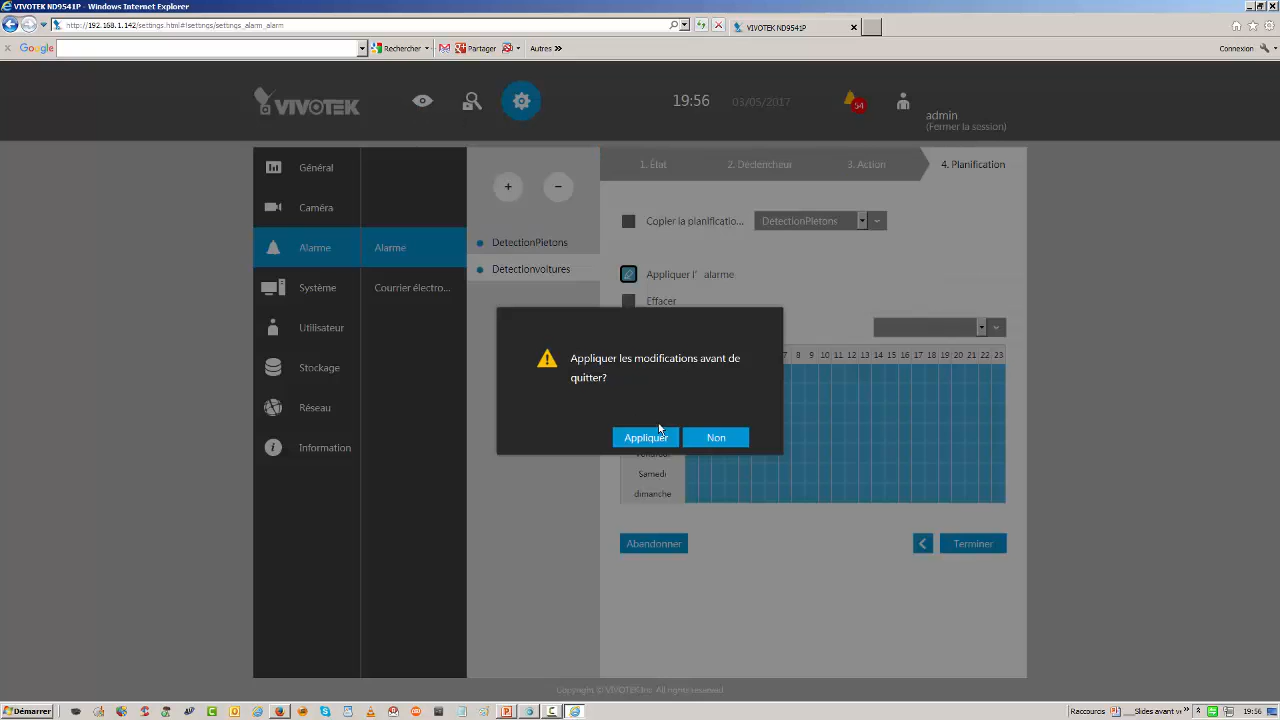 VIVOTEK ND9541P - Windows Internet Explorer
http://192.168.1.142/settings.html#!settings/settings_alarm_alarm
VIVOTEK ND9541P
Google
Rechercher
Partager
Autres »
Connexion
VIVOTEK
19:56
03/05/2017
54
admin
(Fermer la session)
Général
Caméra
Alarme
Alarme
Système
Courrier électro...
Utilisateur
Stockage
Réseau
Information
DetectionPietons
Detectionvoitures
1. État
2. Déclencheur
3. Action
4. Planification
Copier la planificatio...
DetectionPietons
Appliquer l' alarme
Effacer
7 8 9 10 11 12 13 14 15 16 17 18 19 20 21 22 23
Appliquer les modifications avant de
quitter?
Appliquer
Non
Vendredi
Samedi
dimanche
Abandonner
Terminer
Copyright © VIVOTEK Inc. All rights reserved.
Démarrer
Raccourcis
__Slides avant v
19:56